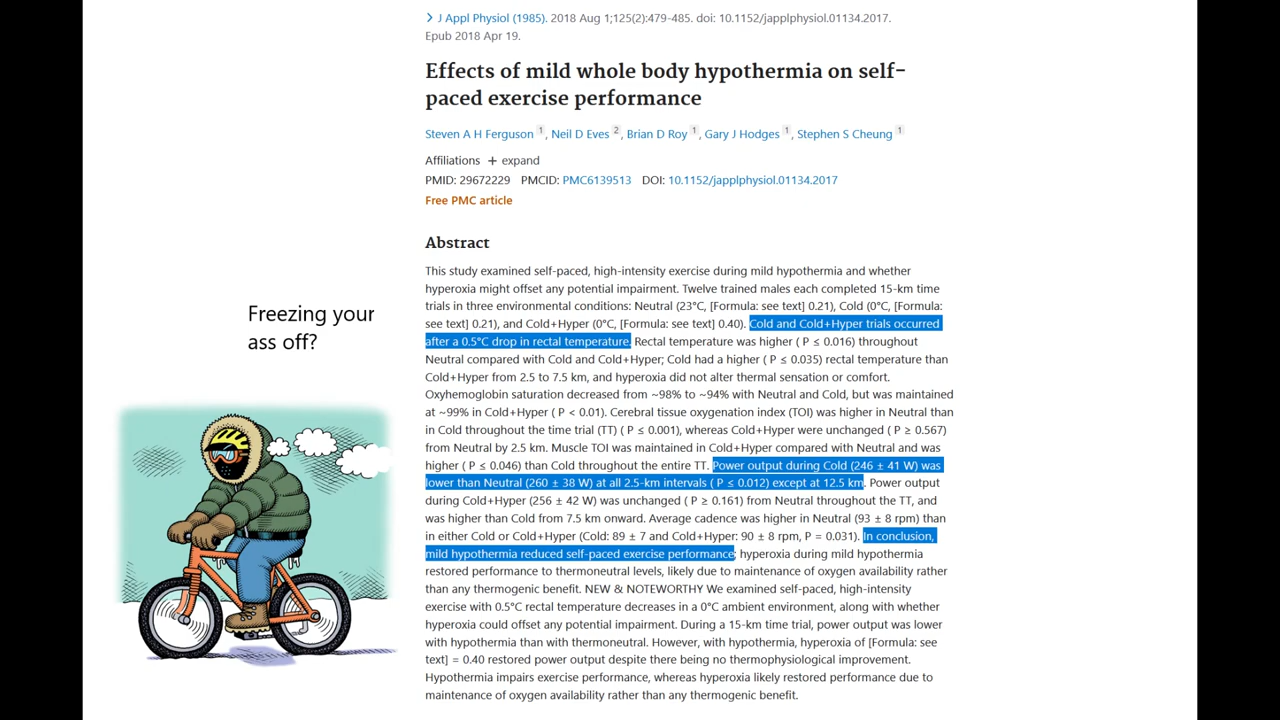 J Appl Physiol (1985). 2018 Aug 1;125(2):479-485. doi: 10.1152/japplphysiol.01134.2017.
Epub 2018 Apr 19.
Effects of mild whole body hypothermia on self-
paced exercise performance
Steven A H Ferguson 1, Neil D Eves 2, Brian D Roy 1, Gary J Hodges 1, Stephen S Cheung 1
Affiliations + expand
PMID: 29672229 PMCID: PMC6139513 DOI: 10.1152/japplphysiol.01134.2017
Free PMC article
Abstract
This study examined self-paced, high-intensity exercise during mild hypothermia and whether
hyperoxia might offset any potential impairment. Twelve trained males each completed 15-km time
trials in three environmental conditions: Neutral (23°C, [Formula: see text] 0.21), Cold (0°C, [Formula:
see text] 0.21), and Cold+Hyper (0°C, [Formula: see text] 0.40). Cold and Cold+Hyper trials occurred
after a 0.5°C drop in rectal temperature. Rectal temperature was higher ( P ≤ 0.016) throughout
Neutral compared with Cold and Cold+Hyper; Cold had a higher ( P ≤ 0.035) rectal temperature than
Cold+Hyper from 2.5 to 7.5 km, and hyperoxia did not alter thermal sensation or comfort.
Oxyhemoglobin saturation decreased from ~98% to ~94% with Neutral and Cold, but was maintained
at ~99% in Cold+Hyper ( P < 0.01). Cerebral tissue oxygenation index (TOI) was higher in Neutral than
in Cold throughout the time trial (TT) ( P ≤ 0.001), whereas Cold+Hyper were unchanged ( P ≥ 0.567)
from Neutral by 2.5 km. Muscle TOI was maintained in Cold+Hyper compared with Neutral and was
higher ( P ≤ 0.046) than Cold throughout the entire TT. Power output during Cold (246 ± 41 W) was
lower than Neutral (260 ± 38 W) at all 2.5-km intervals ( P ≤ 0.012) except at 12.5 km. Power output
during Cold+Hyper (256 ± 42 W) was unchanged ( P ≥ 0.161) from Neutral throughout the TT, and
was higher than Cold from 7.5 km onward. Average cadence was higher in Neutral (93 ± 8 rpm) than
in either Cold or Cold+Hyper (Cold: 89 ± 7 and Cold+Hyper: 90 ± 8 rpm, P = 0.031). In conclusion,
mild hypothermia reduced self-paced exercise performance; hyperoxia during mild hypothermia
restored performance to thermoneutral levels, likely due to maintenance of oxygen availability rather
than any thermogenic benefit. NEW & NOTEWORTHY We examined self-paced, high-intensity
exercise with 0.5°C rectal temperature decreases in a 0°C ambient environment, along with whether
hyperoxia could offset any potential impairment. During a 15-km time trial, power output was lower
with hypothermia than with thermoneutral. However, with hypothermia, hyperoxia of [Formula: see
text] = 0.40 restored power output despite there being no thermophysiological improvement.
Hypothermia impairs exercise performance, whereas hyperoxia likely restored performance due to
maintenance of oxygen availability rather than any thermogenic benefit.
Freezing your
ass off?